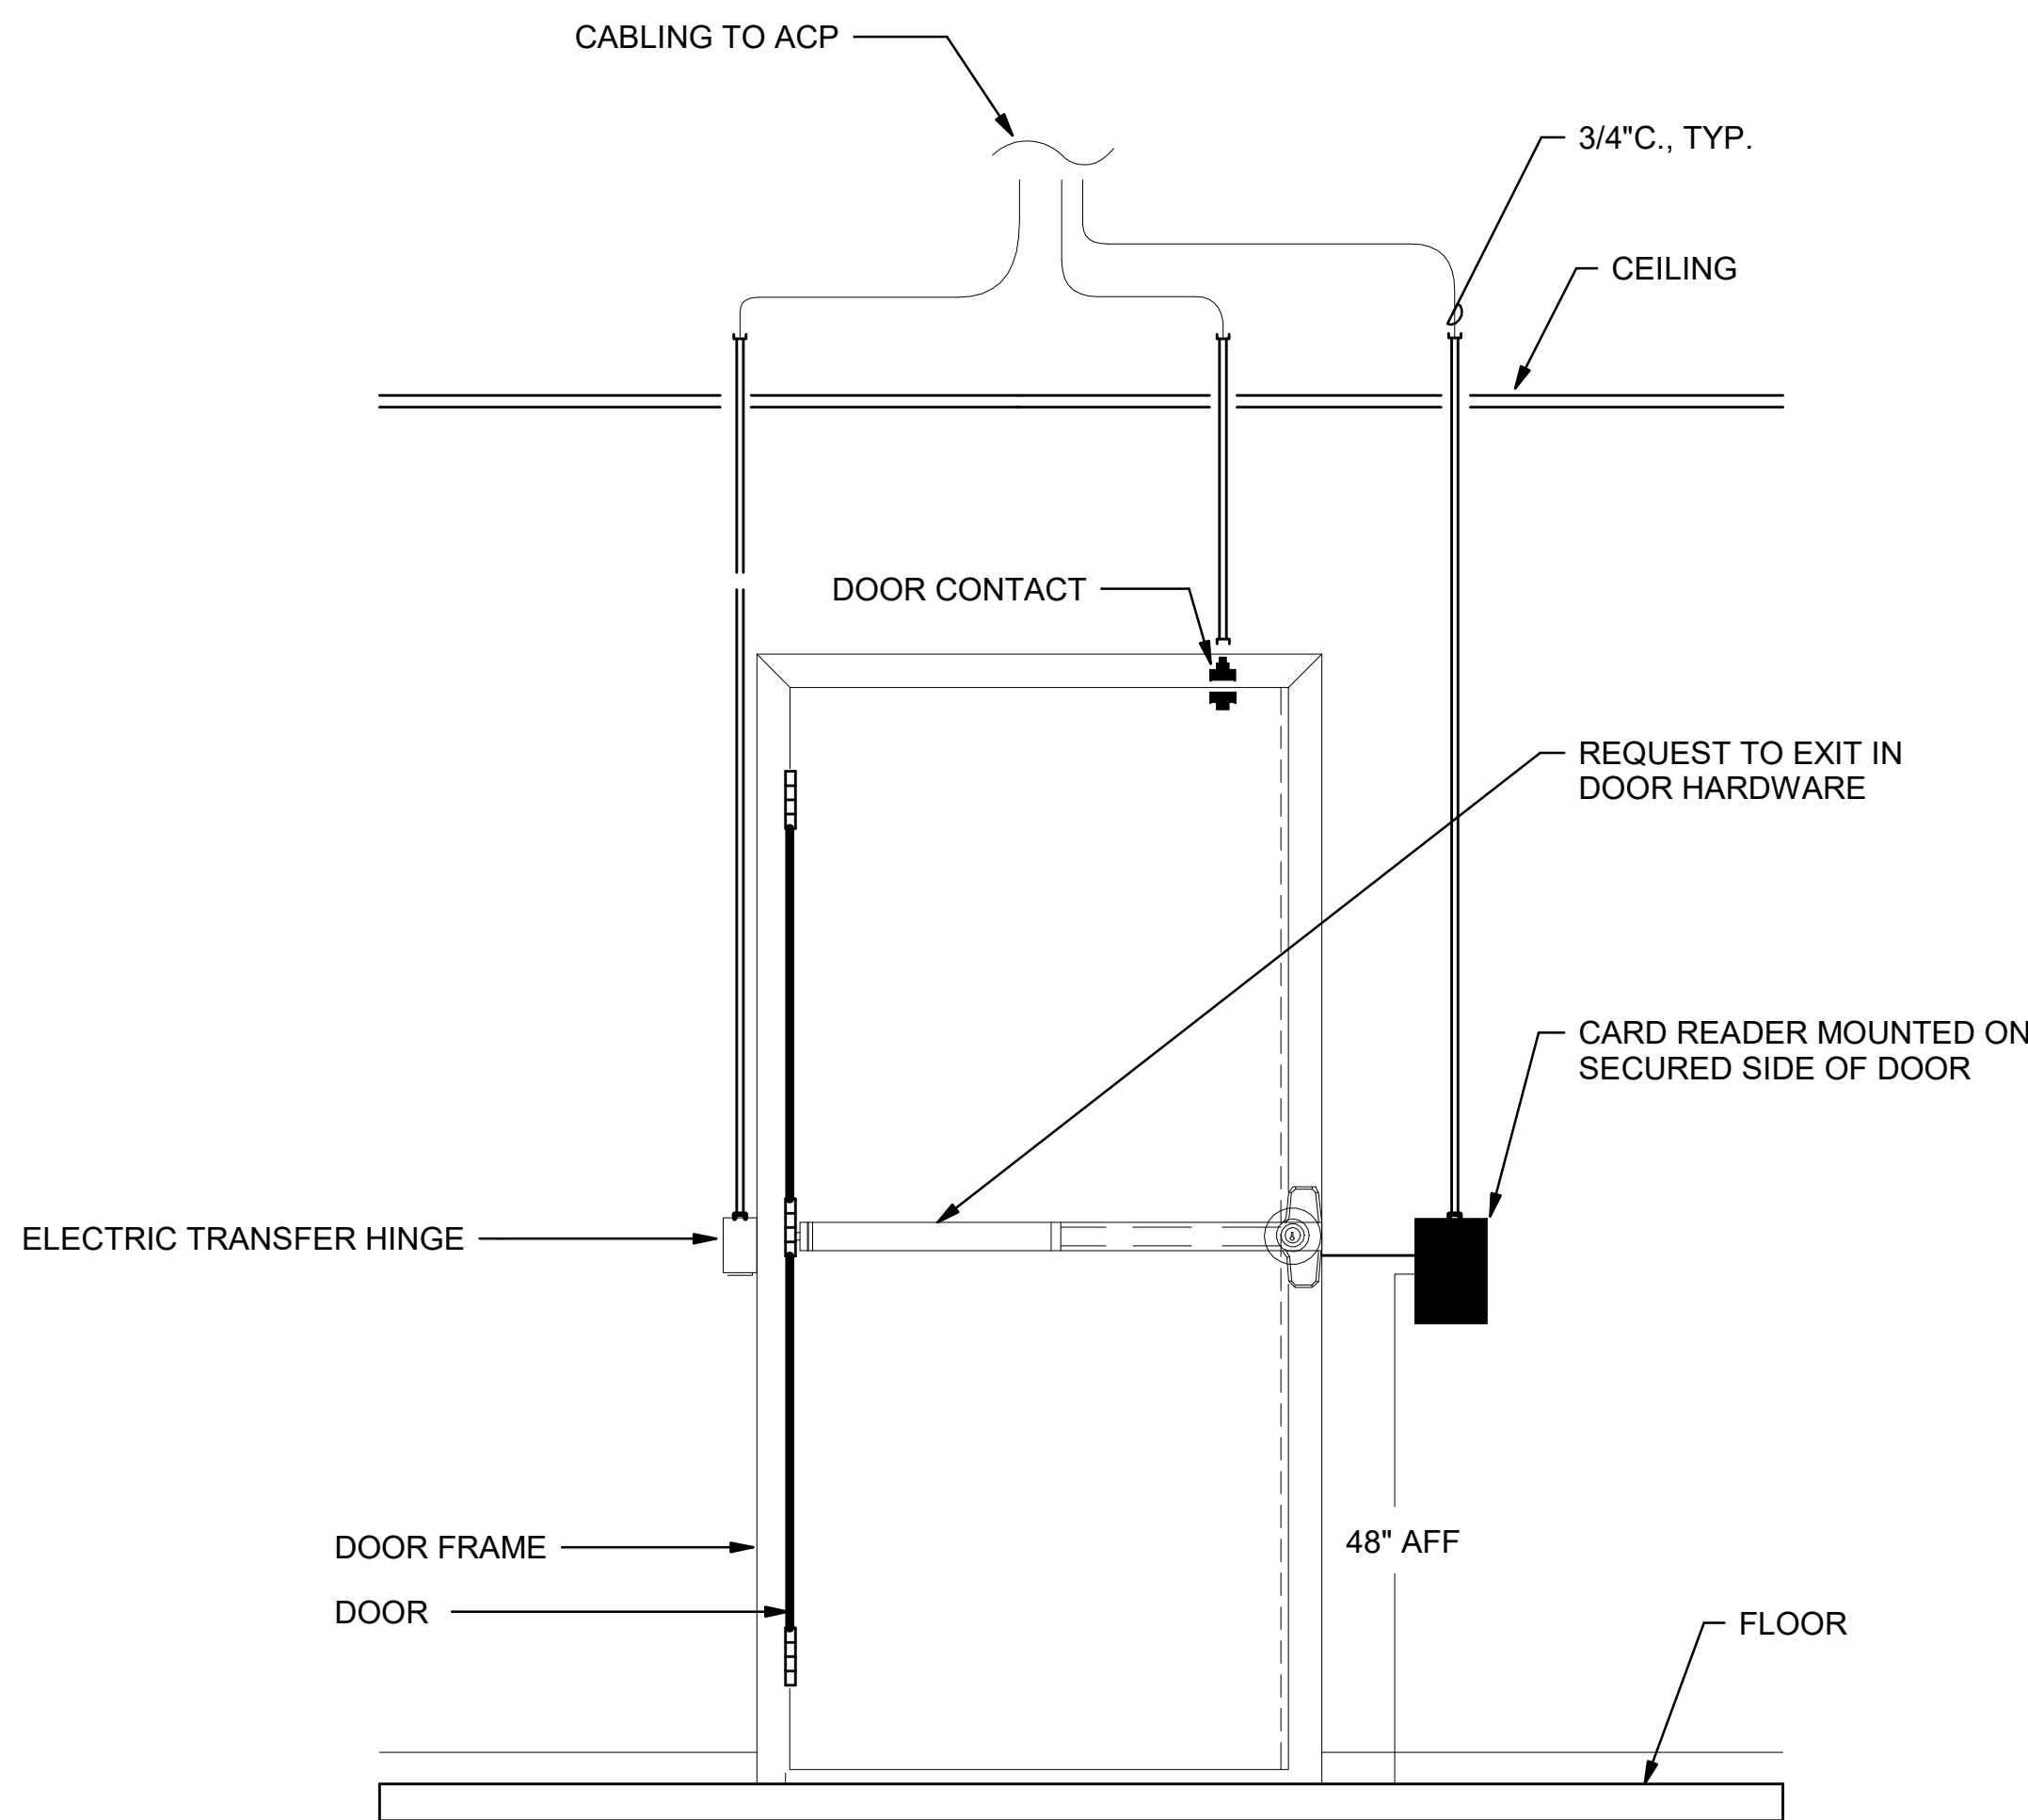 CABLING TO ACP
3/4"C., TYP.
CEILING
DOOR CONTACT
REQUEST TO EXIT IN
DOOR HARDWARE
CARD READER MOUNTED ON
SECURED SIDE OF DOOR
ELECTRIC TRANSFER HINGE
DOOR FRAME
48" AFF
DOOR
FLOOR